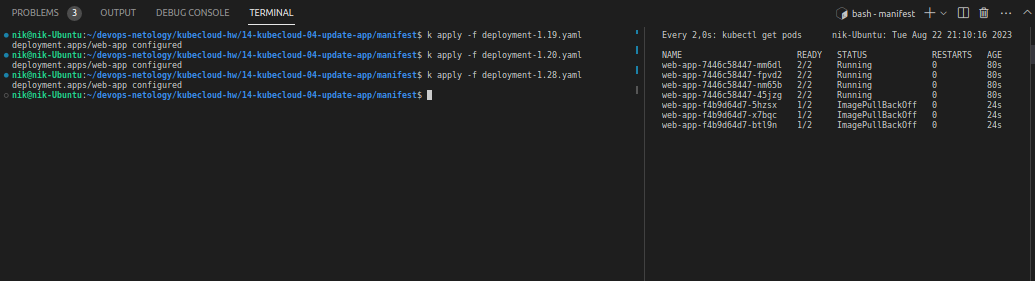 PROBLEMS 3 OUTPUT DEBUG CONSOLE TERMINAL bash - manifest
nik@nik-Ubuntu:~/devops-netology/kubecloud-hw/14-kubecloud-04-update-app/manifest$ k apply -f deployment-1.19.yaml
deployment.apps/web-app configured
nik@nik-Ubuntu:~/devops-netology/kubecloud-hw/14-kubecloud-04-update-app/manifest$ k apply -f deployment-1.20.yaml
deployment.apps/web-app configured
nik@nik-Ubuntu:~/devops-netology/kubecloud-hw/14-kubecloud-04-update-app/manifest$ k apply -f deployment-1.28.yaml
deployment.apps/web-app configured
nik@nik-Ubuntu:~/devops-netology/kubecloud-hw/14-kubecloud-04-update-app/manifest$
Every 2,0s: kubectl get pods nik-Ubuntu: Tue Aug 22 21:10:16 2023
NAME READY STATUS RESTARTS AGE
web-app-7446c58447-mm6dl 2/2 Running 0 80s
web-app-7446c58447-fpvd2 2/2 Running 0 80s
web-app-7446c58447-nm65b 2/2 Running 0 80s
web-app-7446c58447-45jzg 2/2 Running 0 80s
web-app-f4b9d64d7-5hzsx 1/2 ImagePullBackOff 0 24s
web-app-f4b9d64d7-x7bqc 1/2 ImagePullBackOff 0 24s
web-app-f4b9d64d7-btl9n 1/2 ImagePullBackOff 0 24s